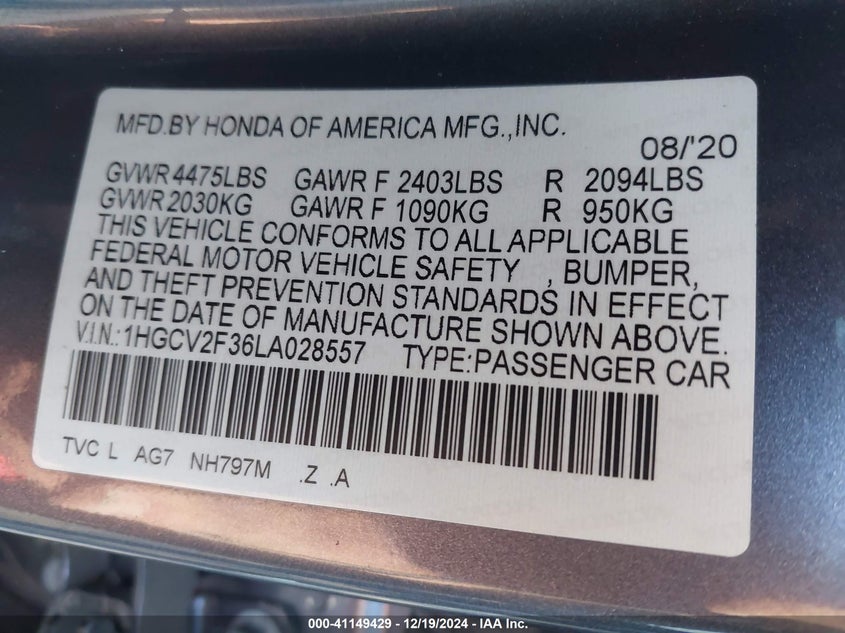 MFD.BY HONDA OF AMERICA MFG.,INC.
08/'20
GVWR 4475LBS GAWR F 2403LBS R 2094LBS
GVWR 2030KG GAWR F 1090KG R 950KG
THIS VEHICLE CONFORMS TO ALL APPLICABLE
FEDERAL MOTOR VEHICLE SAFETY , BUMPER,
AND THEFT PREVENTION STANDARDS IN EFFECT
ON THE DATE OF MANUFACTURE SHOWN ABOVE.
V.I.N.:1HGCV2F36LA028557 TYPE:PASSENGER CAR
TVC L AG7 NH797M .Z .A
000-41149429 - 12/19/2024 - IAA Inc.